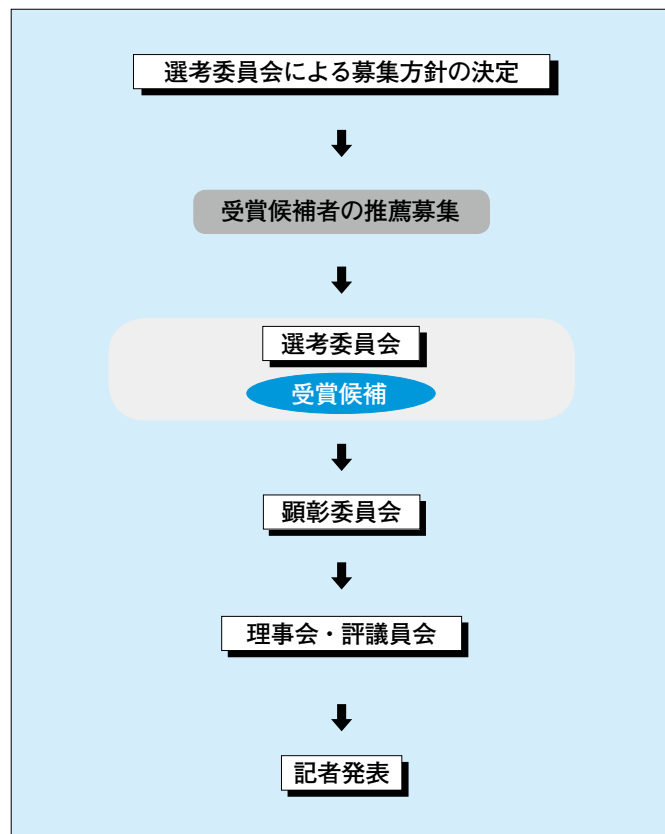 選考委員会による募集方針の決定
受賞候補者の推薦募集
選考委員会
受賞候補
顕彰委員会
理事会・評議員会
記者発表